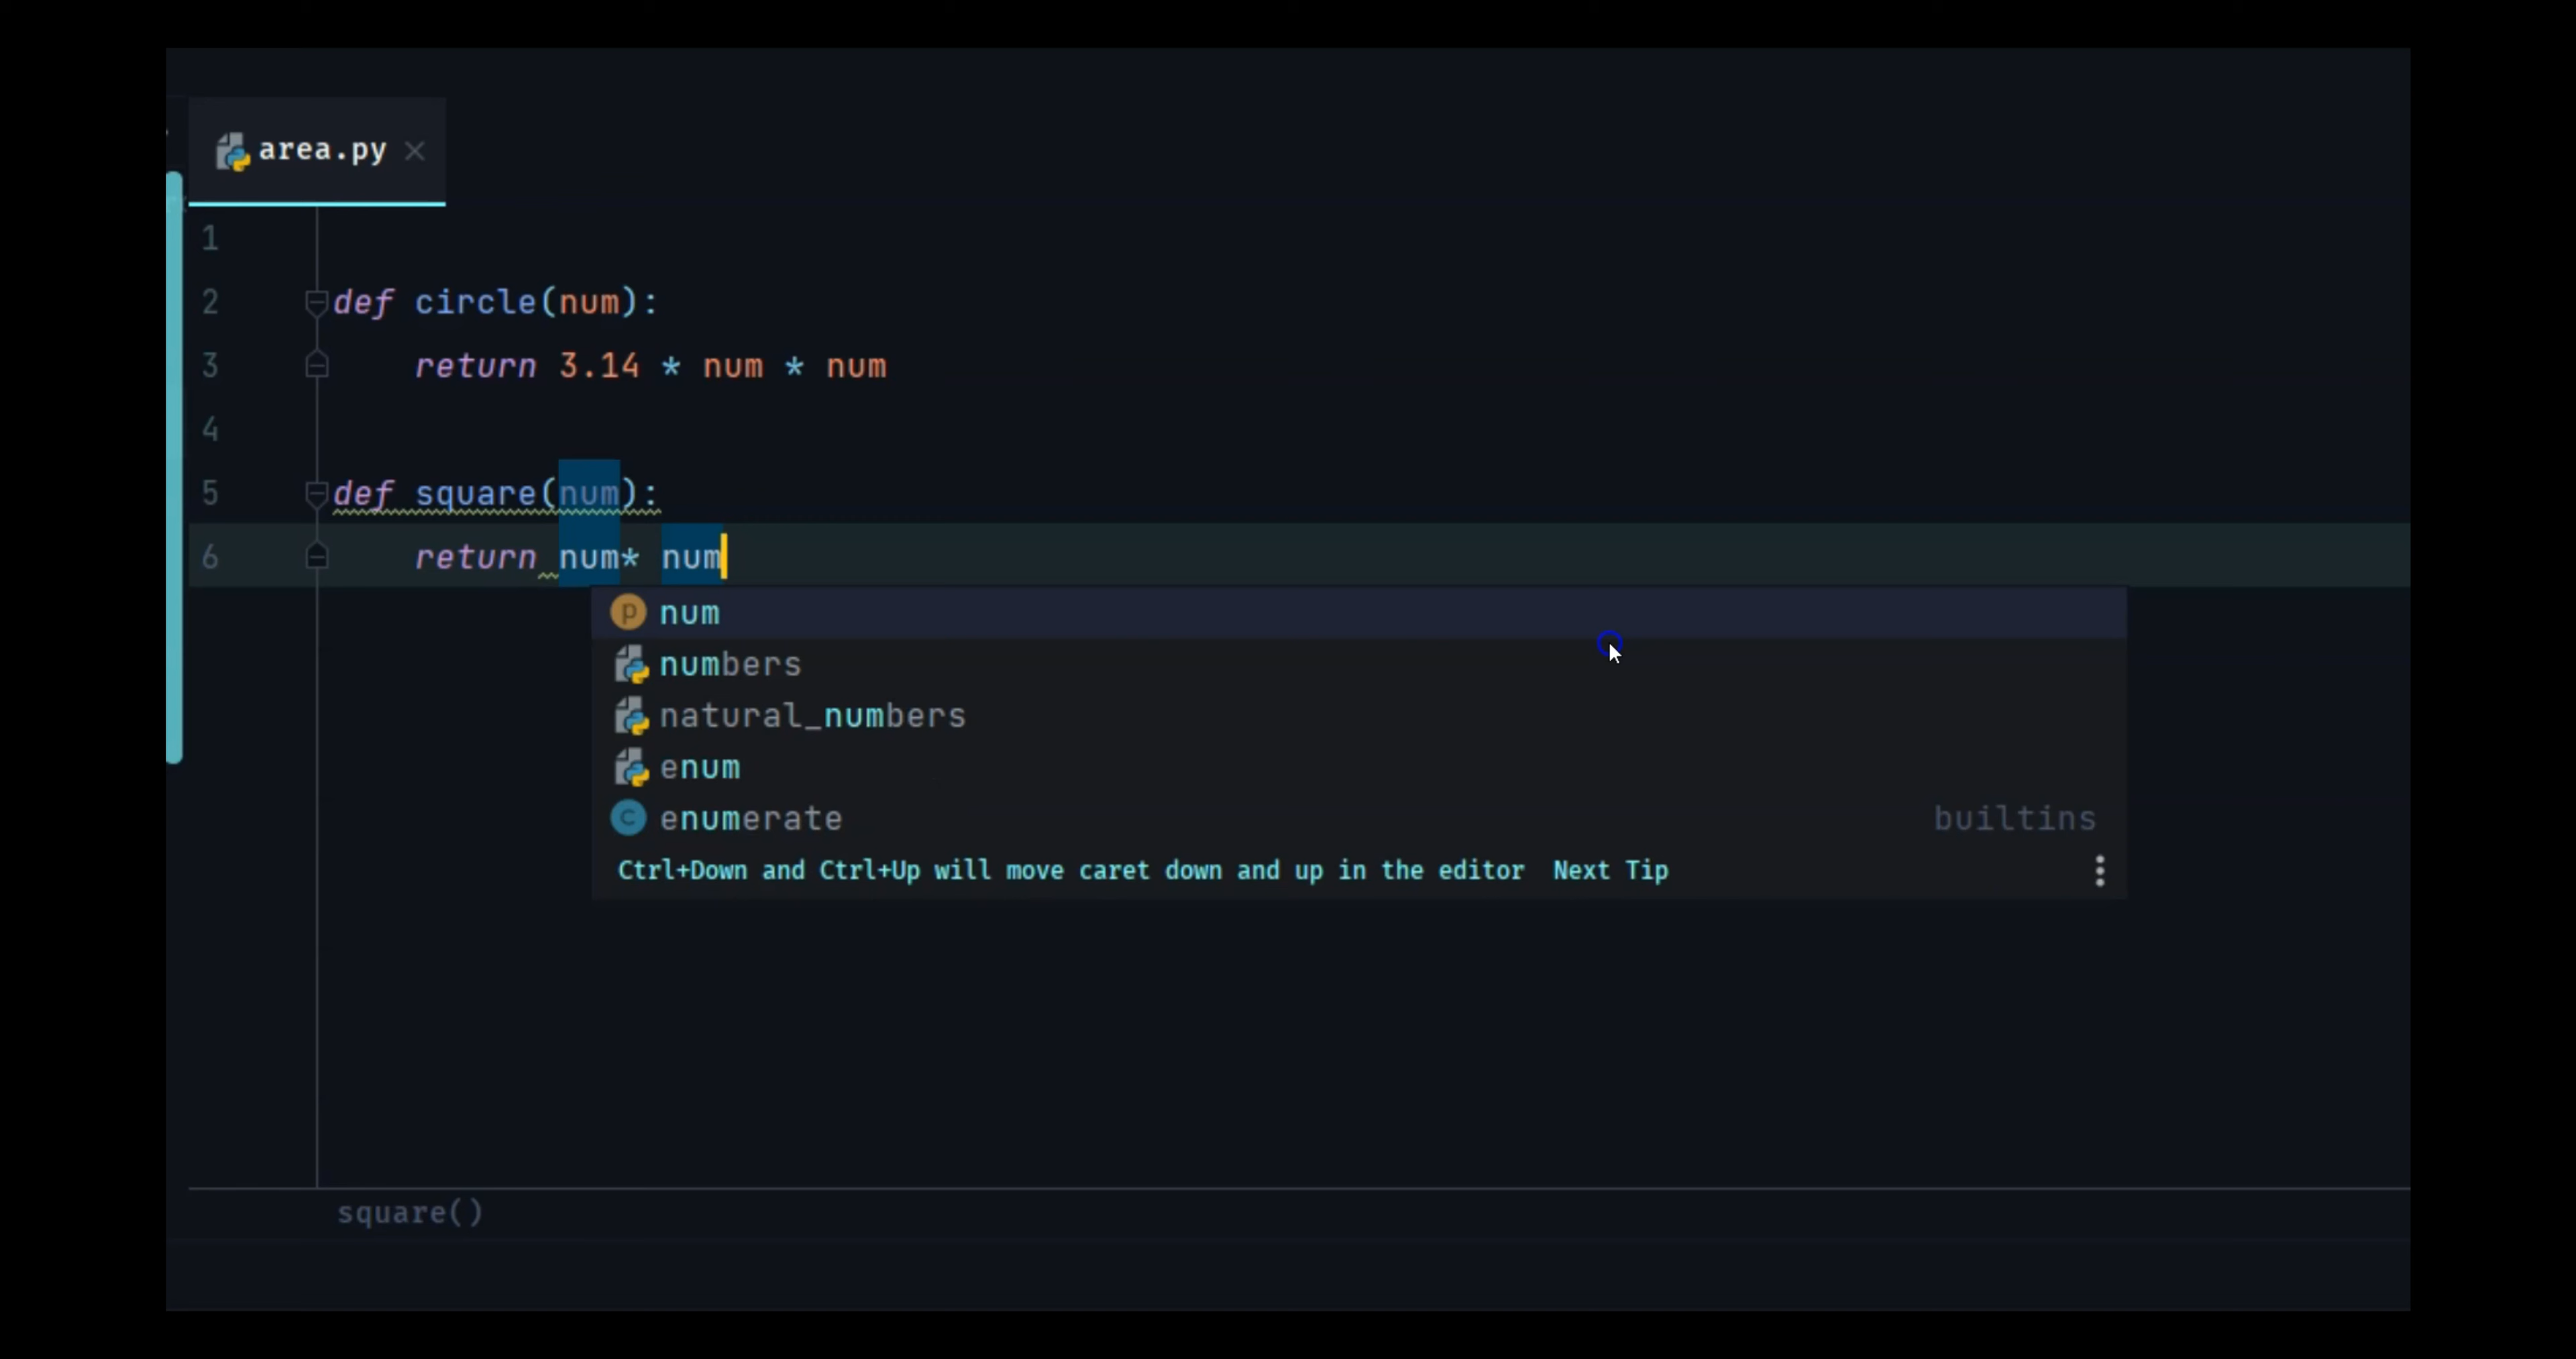 area.py
1
2 def circle(num):
3 return 3.14 * num * num
4
5 def square(num):
6 return num* num
p num
numbers
natural_numbers
enum
c enumerate builtins
Ctrl+Down and Ctrl+Up will move caret down and up in the editor Next Tip
square()